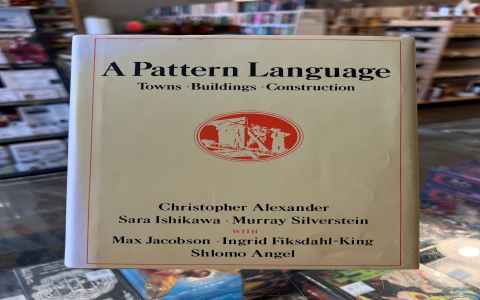 A Pattern Language
Towns · Buildings · Construction
Christopher Alexander
Sara Ishikawa · Murray Silverstein
WITH
Max Jacobson · Ingrid Fiksdahl-King
Shlomo Angel